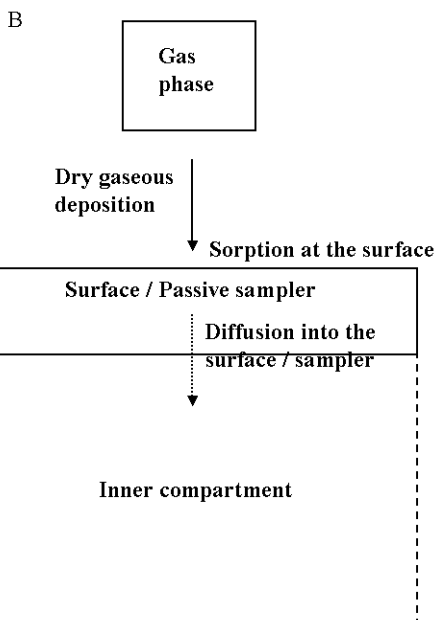 B
Gas
phase
Dry gaseous
deposition
Sorption at the surface
Surface / Passive sampler
Diffusion into the
surface / sampler
Inner compartment